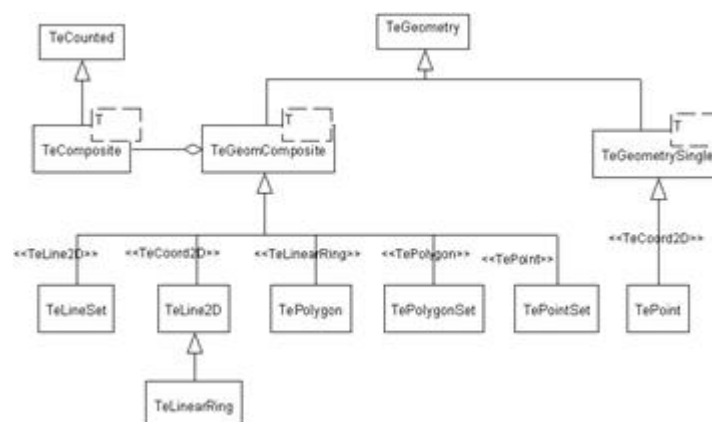 TeGeometry
TeCounted
T
T
T
TeComposite
TeGeomComposite
TeGeometrySingle
<<TeCoord2D>>
<<TeLine2D>>
<<TeCoord2D>>
<<TeLinearRing>>
<<TePolygon>>
<<TePoint>>
TeLineSet
TeLine2D
TePolygon
TePolygonSet
TePointSet
TePoint
TeLinearRing